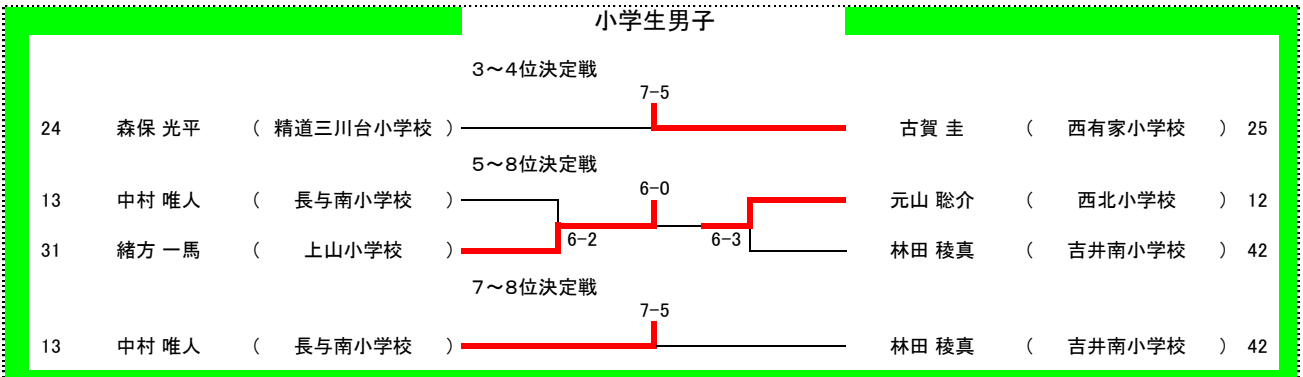 小学生男子
3～4位決定戦
7-5
24 森保 光平 （ 精道三川台小学校 ） 古賀 圭 （ 西有家小学校 ） 25
5～8位決定戦
6-0
13 中村 唯人 （ 長与南小学校 ） 元山 聡介 （ 西北小学校 ） 12
6-2 6-3
31 緒方 一馬 （ 上山小学校 ） 林田 稜真 （ 吉井南小学校 ） 42
7～8位決定戦
7-5
13 中村 唯人 （ 長与南小学校 ） 林田 稜真 （ 吉井南小学校 ） 42